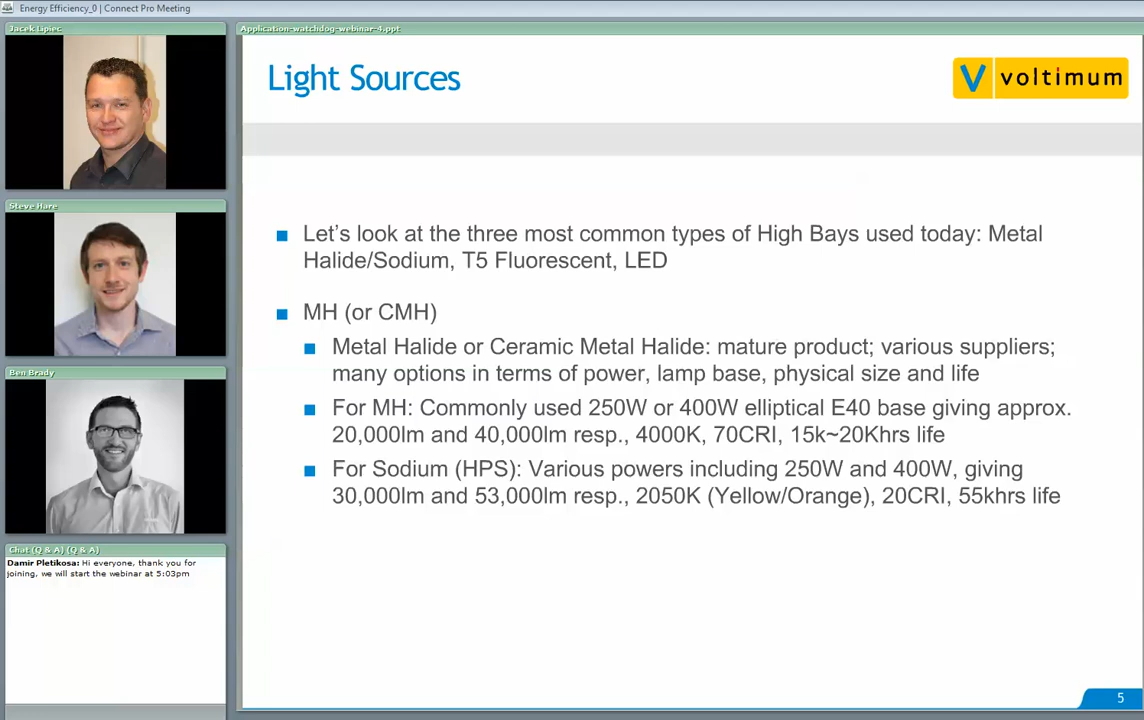 Energy Efficiency_0 | Connect Pro Meeting
Jacek Lipiec
Steve Hare
Ben Brady
Chat (Q & A) (Q & A)
Damir Pletikosa: Hi everyone, thank you for
joining, we will start the webinar at 5:03pm
Application-watchdog-webinar-4.ppt
Light Sources
voltimum
Let's look at the three most common types of High Bays used today: Metal
Halide/Sodium, T5 Fluorescent, LED
MH (or CMH)
Metal Halide or Ceramic Metal Halide: mature product; various suppliers;
many options in terms of power, lamp base, physical size and life
For MH: Commonly used 250W or 400W elliptical E40 base giving approx.
20,000lm and 40,000lm resp., 4000K, 70CRI, 15k~20Khrs life
For Sodium (HPS): Various powers including 250W and 400W, giving
30,000lm and 53,000lm resp., 2050K (Yellow/Orange), 20CRI, 55khrs life
5